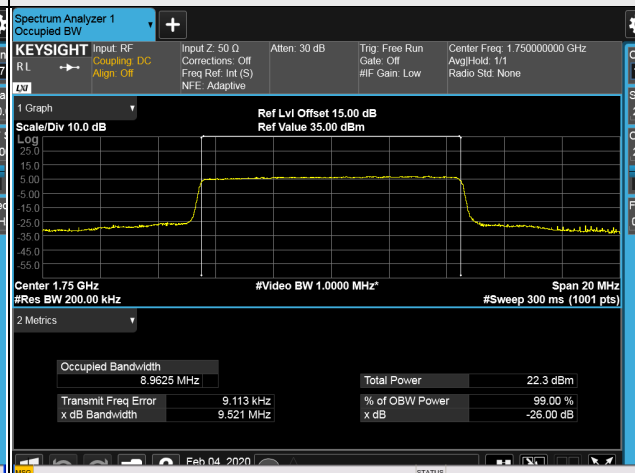 Spectrum Analyzer 1
Occupied BW
KEYSIGHT
RL
LXI
Input: RF
Coupling: DC
Align: Off
Input Z: 50 Ω
Corrections: Off
Freq Ref: Int (S)
NFE: Adaptive
Atten: 30 dB
Trig: Free Run
Gate: Off
#IF Gain: Low
Center Freq: 1.750000000 GHz
Avg|Hold: 1/1
Radio Std: None
1 Graph
Scale/Div 10.0 dB
Ref Lvl Offset 15.00 dB
Ref Value 35.00 dBm
Log
25.0
15.0
5.00
-5.00
-15.0
-25.0
-35.0
-45.0
-55.0
Center 1.75 GHz
#Video BW 1.0000 MHz*
Span 20 MHz
#Res BW 200.00 kHz
#Sweep 300 ms (1001 pts)
2 Metrics
Occupied Bandwidth
8.9625 MHz
Total Power 22.3 dBm
Transmit Freq Error 9.113 kHz
% of OBW Power 99.00 %
x dB Bandwidth 9.521 MHz
x dB -26.00 dB
Feb 04, 2020
MSG
STATUS